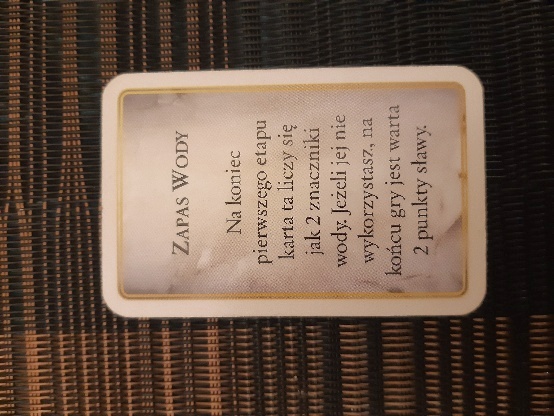 ZAPAS WODY
Na koniec
pierwszego etapu
karta ta liczy się
jak 2 znaczniki
wody. Jeżeli jej nie
wykorzystasz, na
końcu gry jest warta
2 punkty sławy.